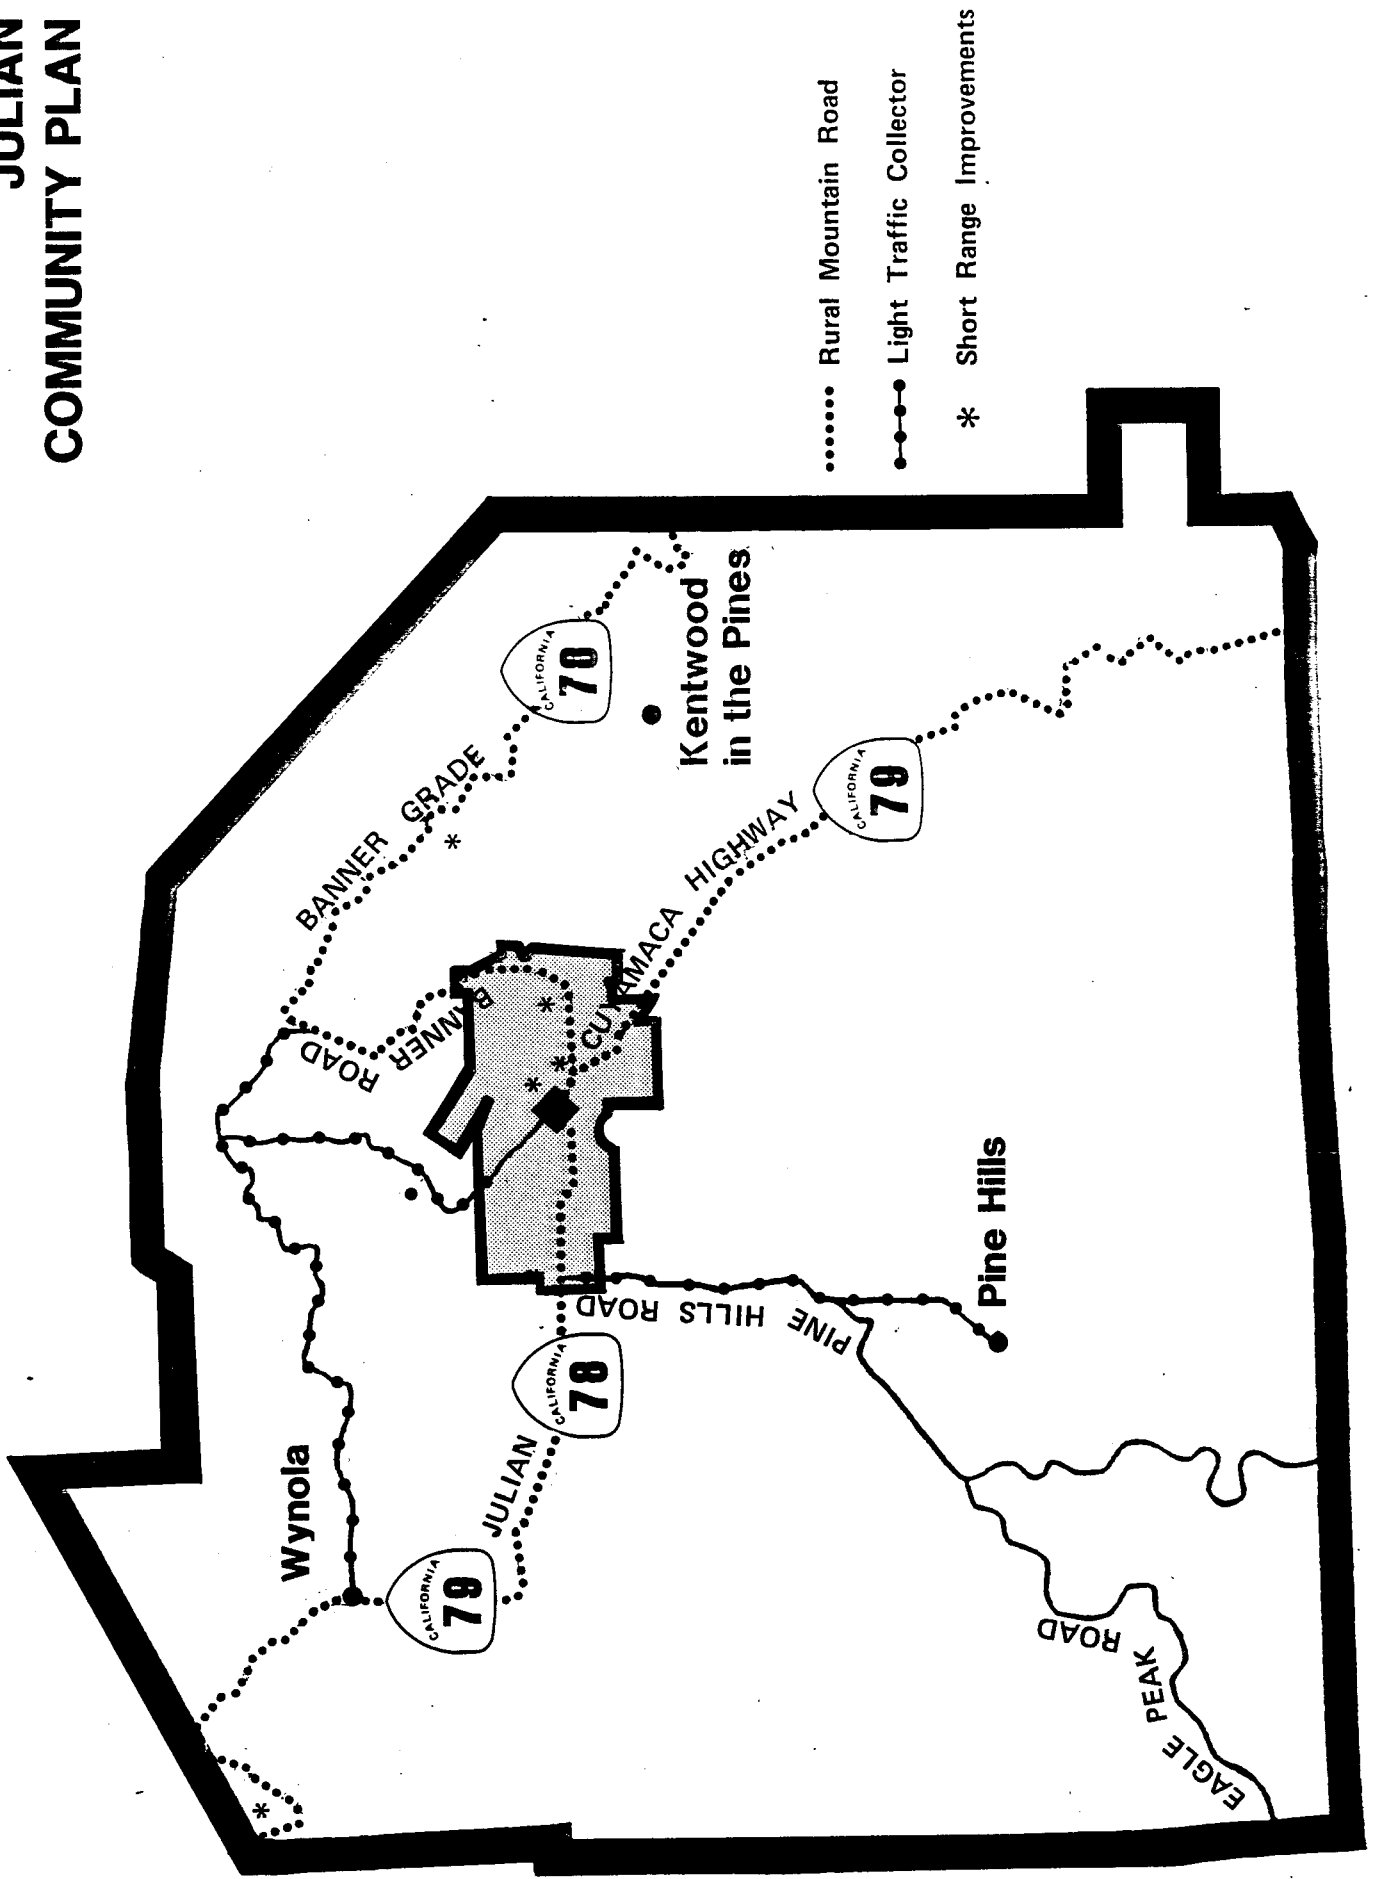 JULIAN
COMMUNITY PLAN
Rural Mountain Road
Light Traffic Collector
* Short Range Improvements
Wynola
CALIFORNIA
79
JULIAN
CALIFORNIA
78
BANNER ROAD
BANNER GRADE
CALIFORNIA
78
Kentwood
in the Pines
CUYAMACA HIGHWAY
CALIFORNIA
79
PINE HILLS ROAD
Pine Hills
EAGLE PEAK ROAD